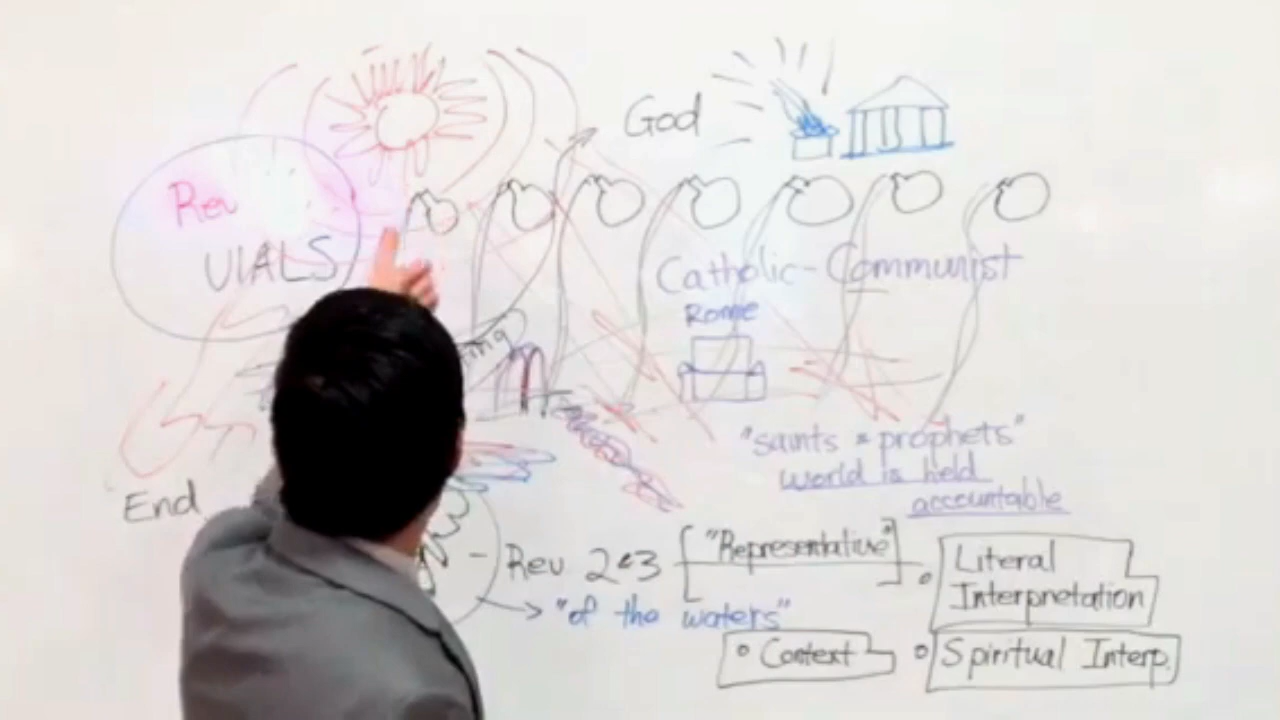 God
Rev
VIALS
Catholic-Communist
Rome
"saints & prophets"
world is held
accountable
End
Rev. 2&3
"Representative"
Literal
Interpretation
"of the waters"
Context
Spiritual Interp.